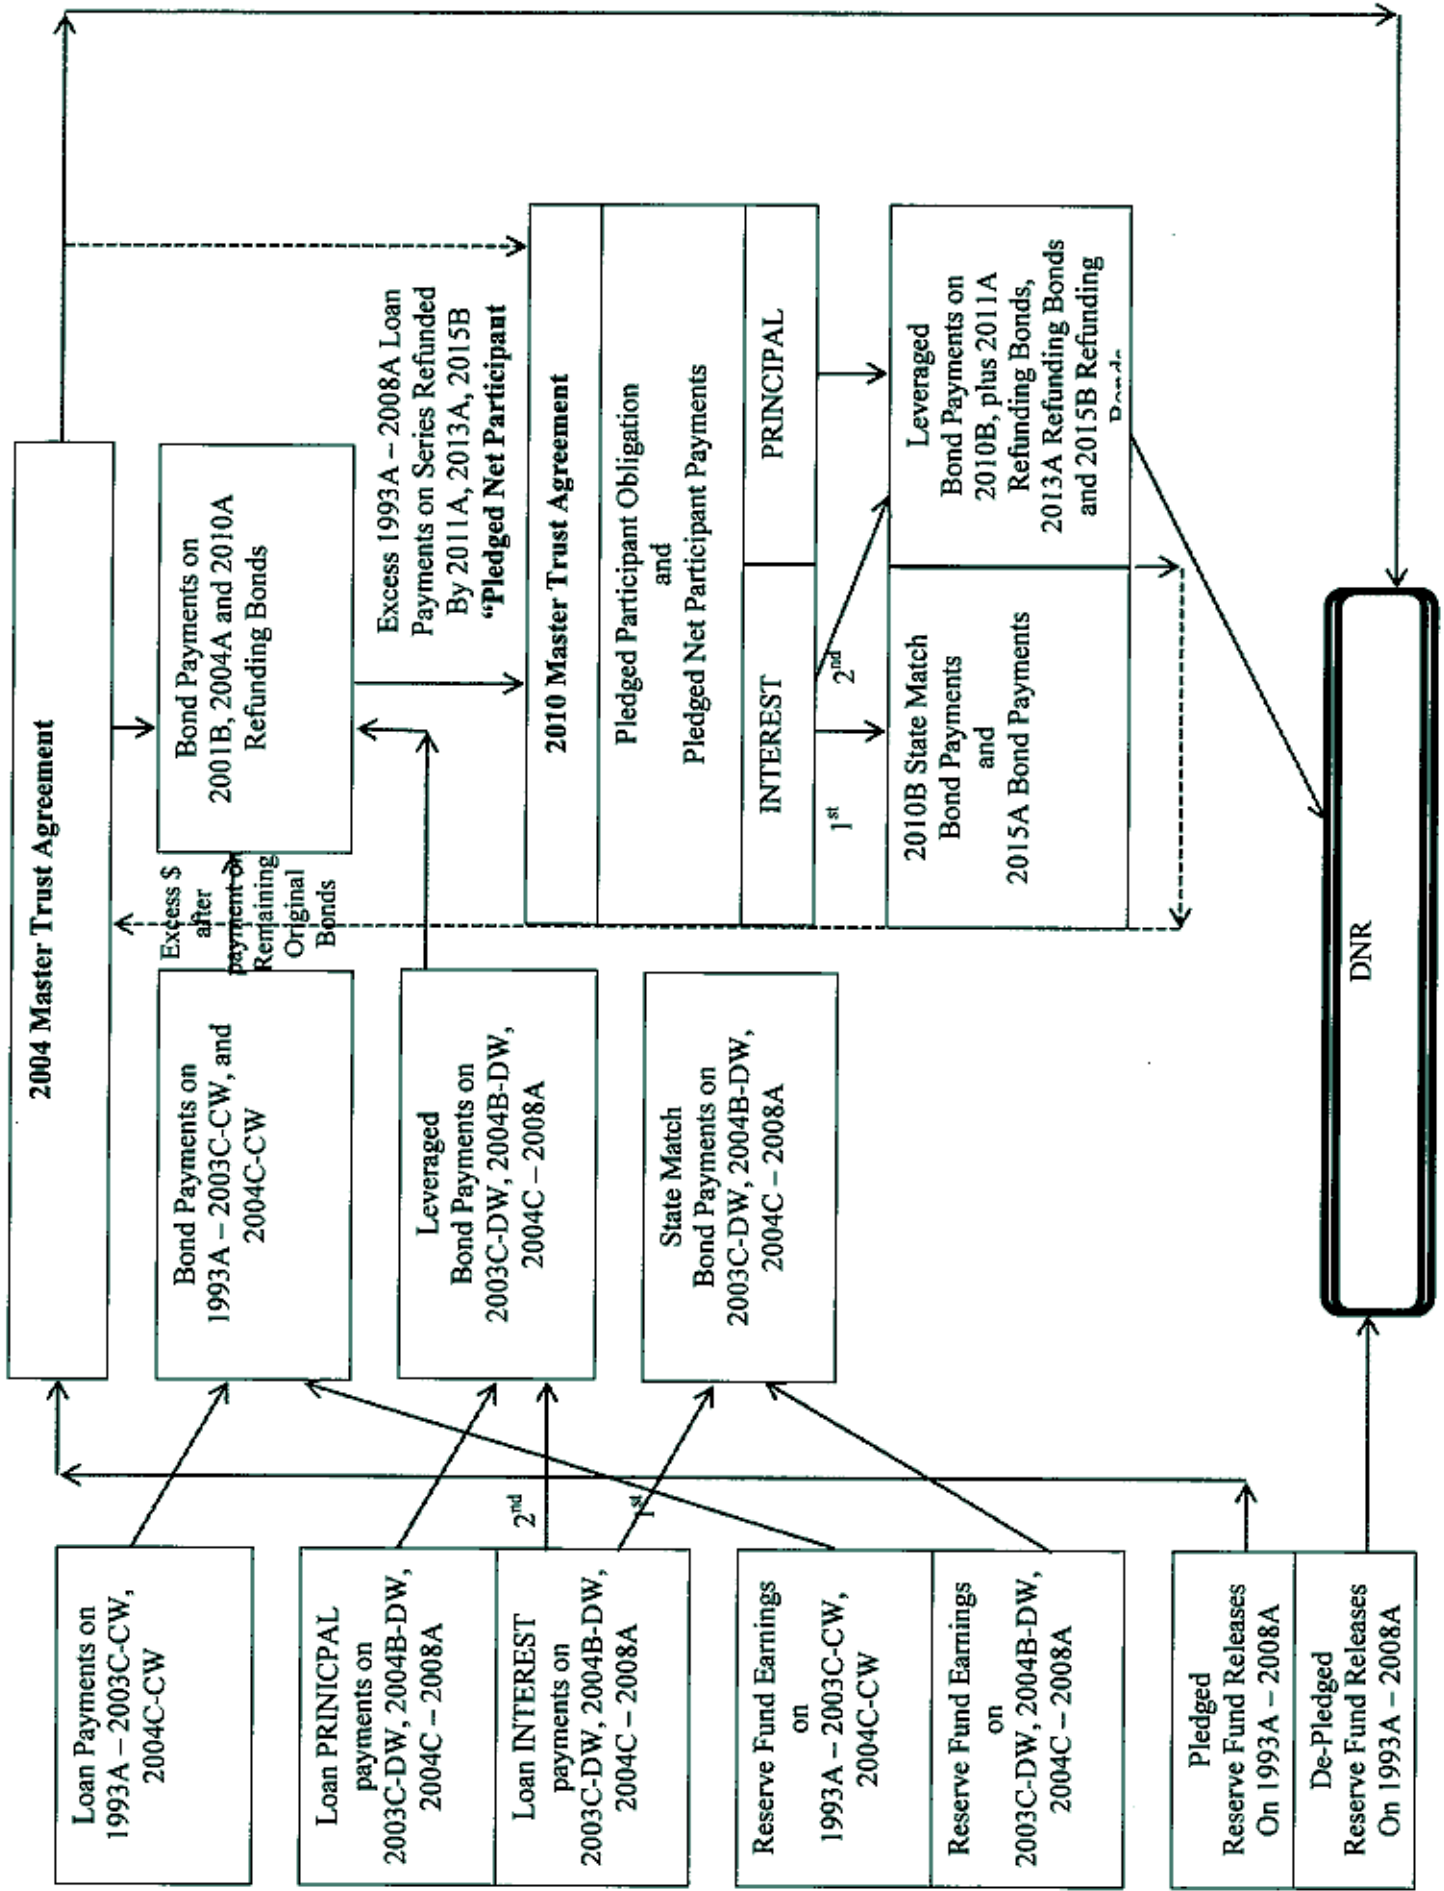 2004 Master Trust Agreement
Loan Payments on
1993A – 2003C-CW,
2004C-CW
Bond Payments on
1993A – 2003C-CW, and
2004C-CW
Excess $
after
payment on
Remaining
Original
Bonds
Bond Payments on
2001B, 2004A and 2010A
Refunding Bonds
Loan PRINICPAL
payments on
2003C-DW, 2004B-DW,
2004C – 2008A
Loan INTEREST
payments on
2003C-DW, 2004B-DW,
2004C – 2008A
2nd
1st
Leveraged
Bond Payments on
2003C-DW, 2004B-DW,
2004C – 2008A
State Match
Bond Payments on
2003C-DW, 2004B-DW,
2004C – 2008A
Excess 1993A – 2008A Loan
Payments on Series Refunded
By 2011A, 2013A, 2015B
“Pledged Net Participant
2010 Master Trust Agreement
Pledged Participant Obligation
and
Pledged Net Participant Payments
INTEREST
PRINCIPAL
1st
2nd
Reserve Fund Earnings
on
1993A – 2003C-CW,
2004C-CW
Reserve Fund Earnings
on
2003C-DW, 2004B-DW,
2004C – 2008A
2010B State Match
Bond Payments
and
2015A Bond Payments
Leveraged
Bond Payments on
2010B, plus 2011A
Refunding Bonds,
2013A Refunding Bonds
and 2015B Refunding
Pledged
Reserve Fund Releases
On 1993A – 2008A
De-Pledged
Reserve Fund Releases
On 1993A – 2008A
DNR